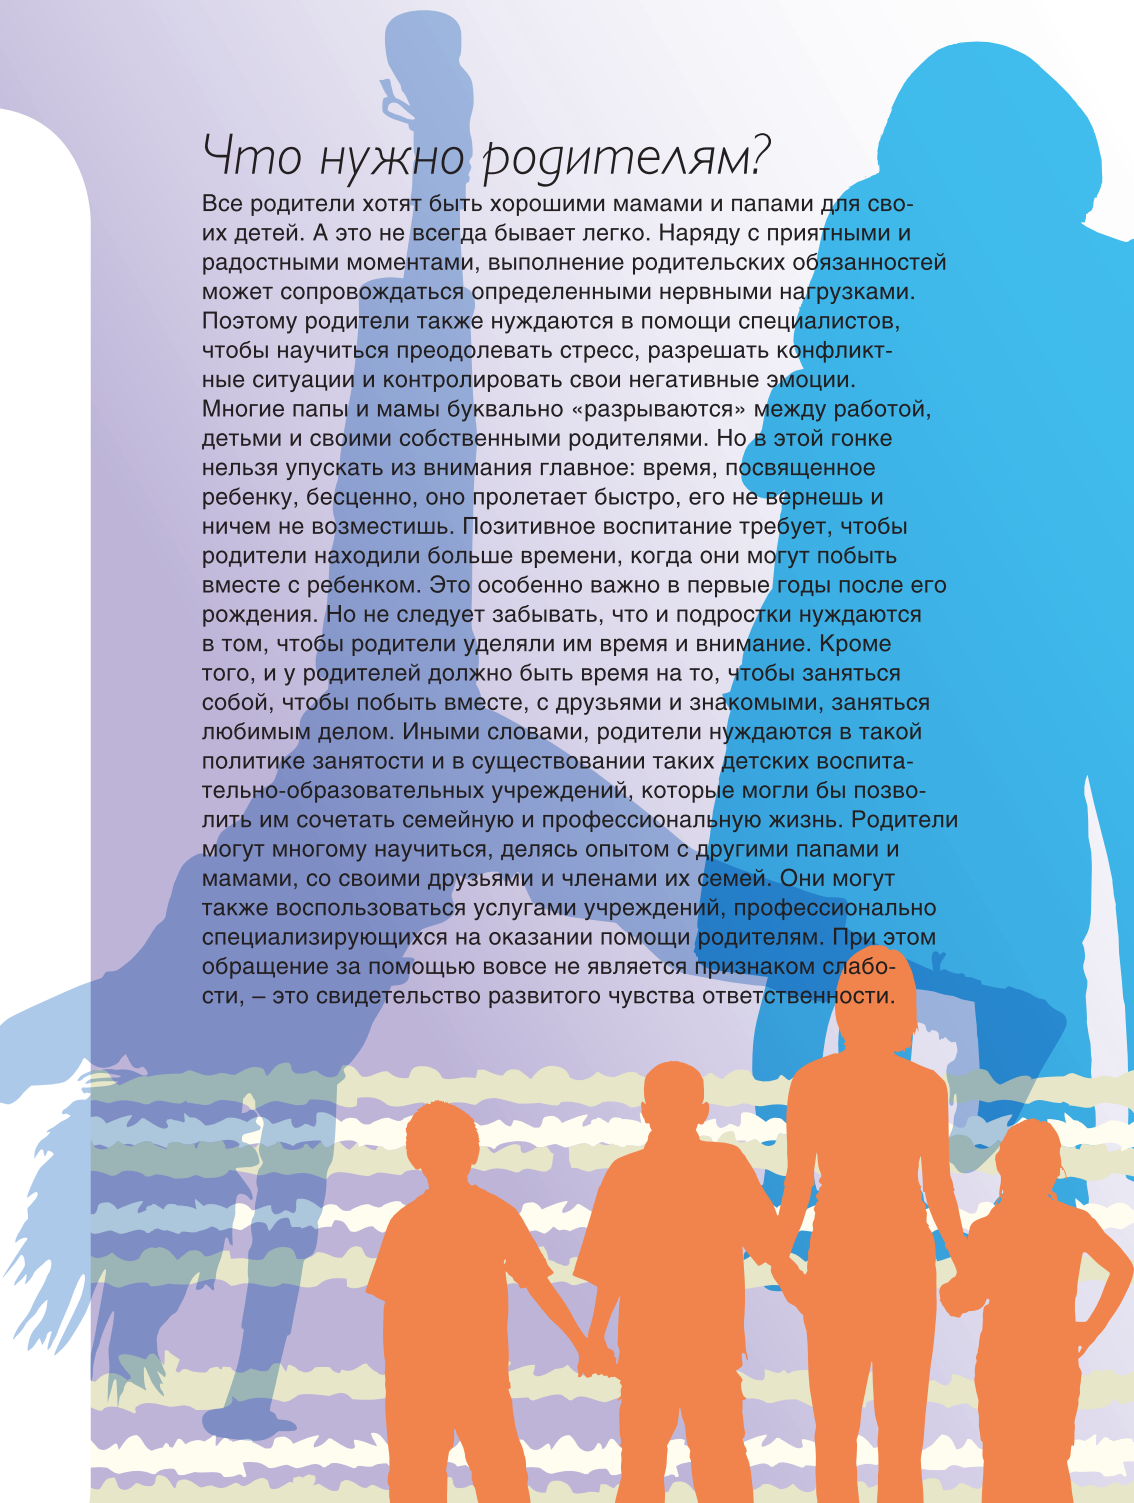 Что нужно родителям?
Все родители хотят быть хорошими мамами и папами для сво-
их детей. А это не всегда бывает легко. Наряду с приятными и
радостными моментами, выполнение родительских обязанностей
может сопровождаться определенными нервными нагрузками.
Поэтому родители также нуждаются в помощи специалистов,
чтобы научиться преодолевать стресс, разрешать конфликт-
ные ситуации и контролировать свои негативные эмоции.
Многие папы и мамы буквально «разрываются» между работой,
детьми и своими собственными родителями. Но в этой гонке
нельзя упускать из внимания главное: время, посвященное
ребенку, бесценно, оно пролетает быстро, его не вернешь и
ничем не возместишь. Позитивное воспитание требует, чтобы
родители находили больше времени, когда они могут побыть
вместе с ребенком. Это особенно важно в первые годы после его
рождения. Но не следует забывать, что и подростки нуждаются
в том, чтобы родители уделяли им время и внимание. Кроме
того, и у родителей должно быть время на то, чтобы заняться
собой, чтобы побыть вместе, с друзьями и знакомыми, заняться
любимым делом. Иными словами, родители нуждаются в такой
политике занятости и в существовании таких детских воспита-
тельно-образовательных учреждений, которые могли бы позво-
лить им сочетать семейную и профессиональную жизнь. Родители
могут многому научиться, делясь опытом с другими папами и
мамами, со своими друзьями и членами их семей. Они могут
также воспользоваться услугами учреждений, профессионально
специализирующихся на оказании помощи родителям. При этом
обращение за помощью вовсе не является признаком слабо-
сти, – это свидетельство развитого чувства ответственности.